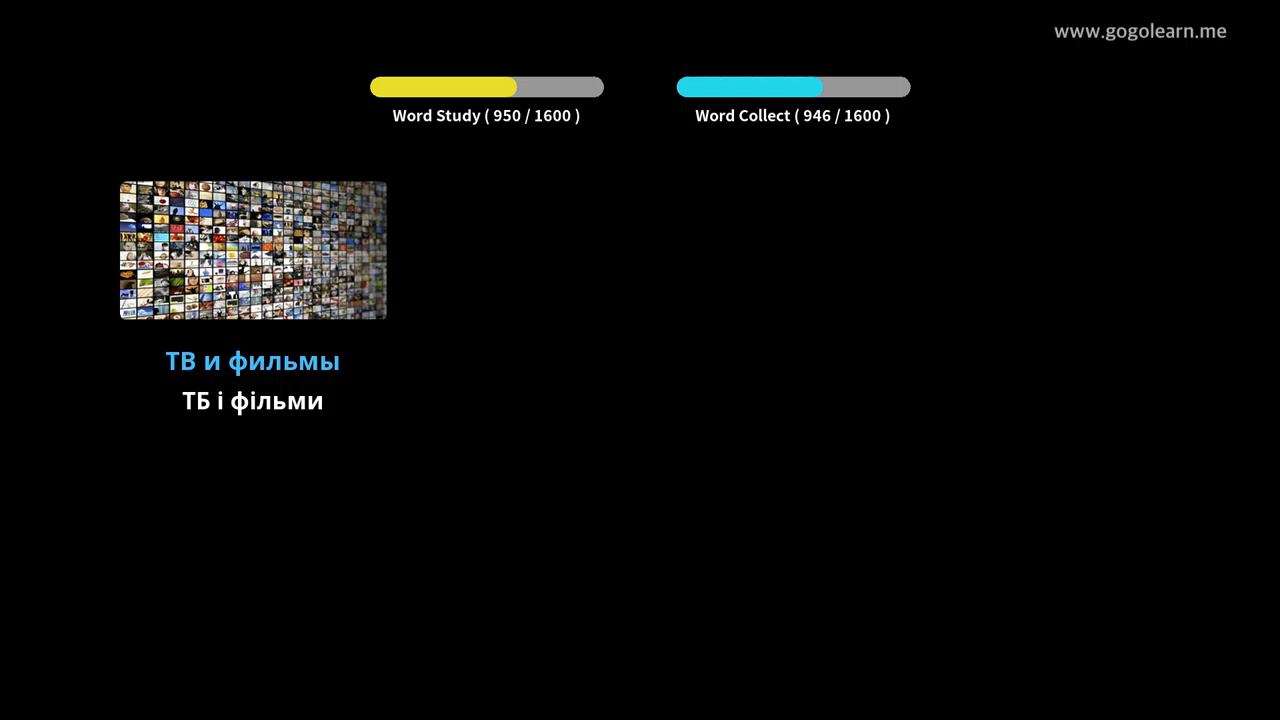 www.gogolearn.me
Word Study ( 950 / 1600 )
Word Collect ( 946 / 1600 )
ТВ и фильмы
ТБ і фільми